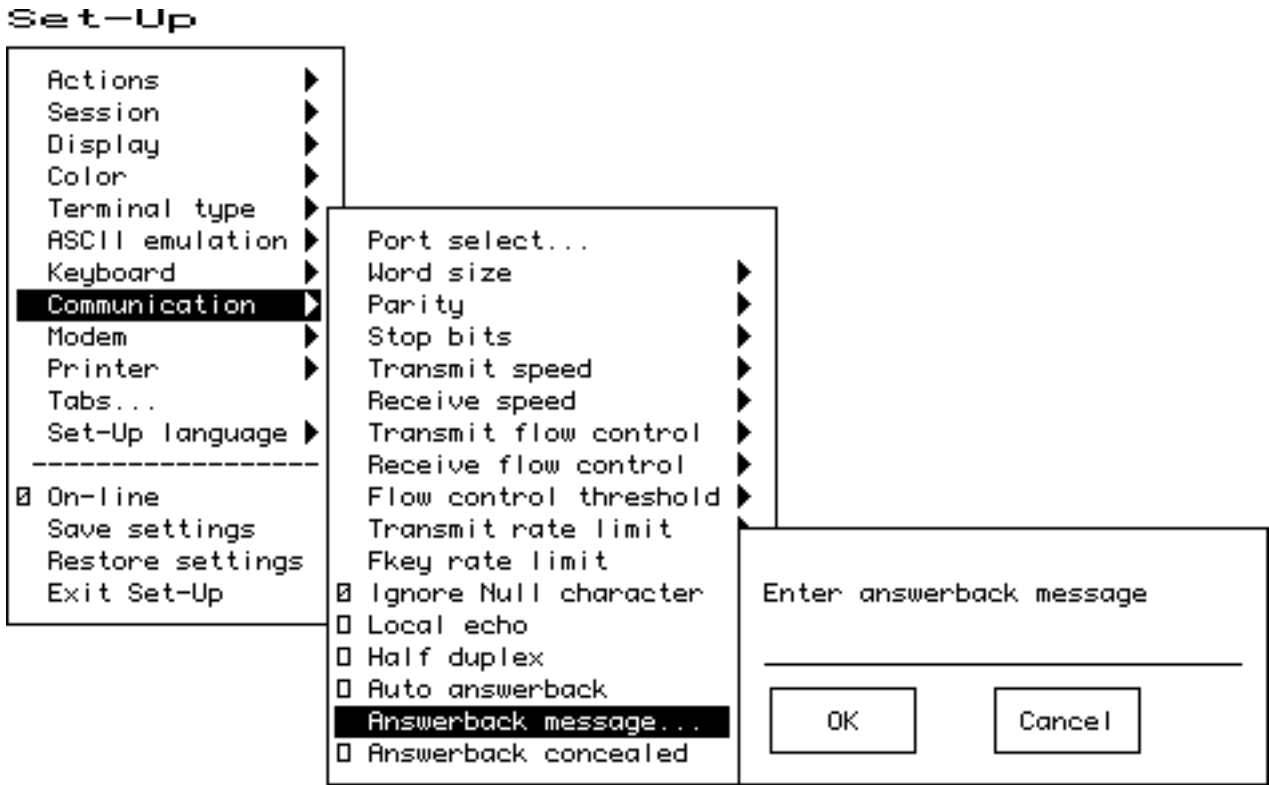 Set-Up
Actions
Session
Display
Color
Terminal type
ASCII emulation
Keyboard
Communication
Modem
Printer
Tabs...
Set-Up language
------------------
On-line
Save settings
Restore settings
Exit Set-Up
Port select...
Word size
Parity
Stop bits
Transmit speed
Receive speed
Transmit flow control
Receive flow control
Flow control threshold
Transmit rate limit
Fkey rate limit
Ignore Null character
Local echo
Half duplex
Auto answerback
Answerback message...
Answerback concealed
Enter answerback message
OK
Cancel